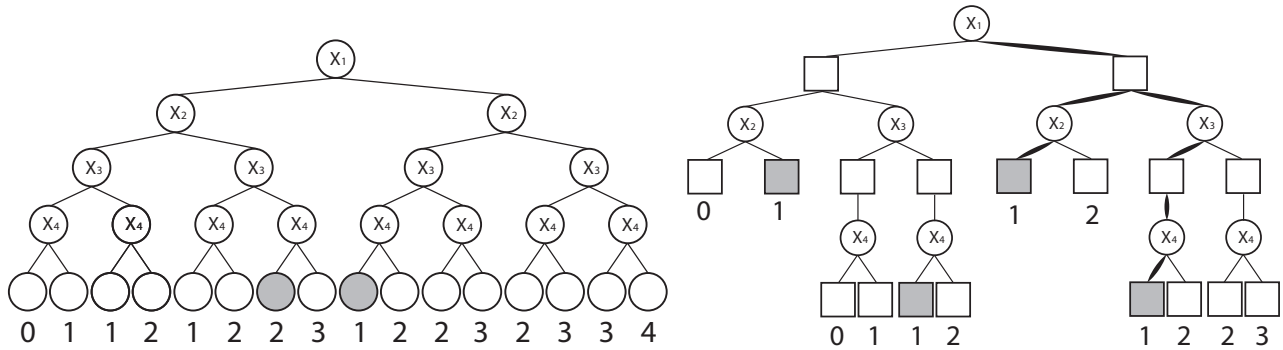 X1
X2 X2
X3 X3 X3 X3
X4 X4 X4 X4 X4 X4 X4 X4
0 1 1 2 1 2 2 3 1 2 2 3 2 3 3 4
X1
X2 X3 X2 X3
0 1 1 2
X4 X4 X4 X4
0 1 1 2 1 2 2 3